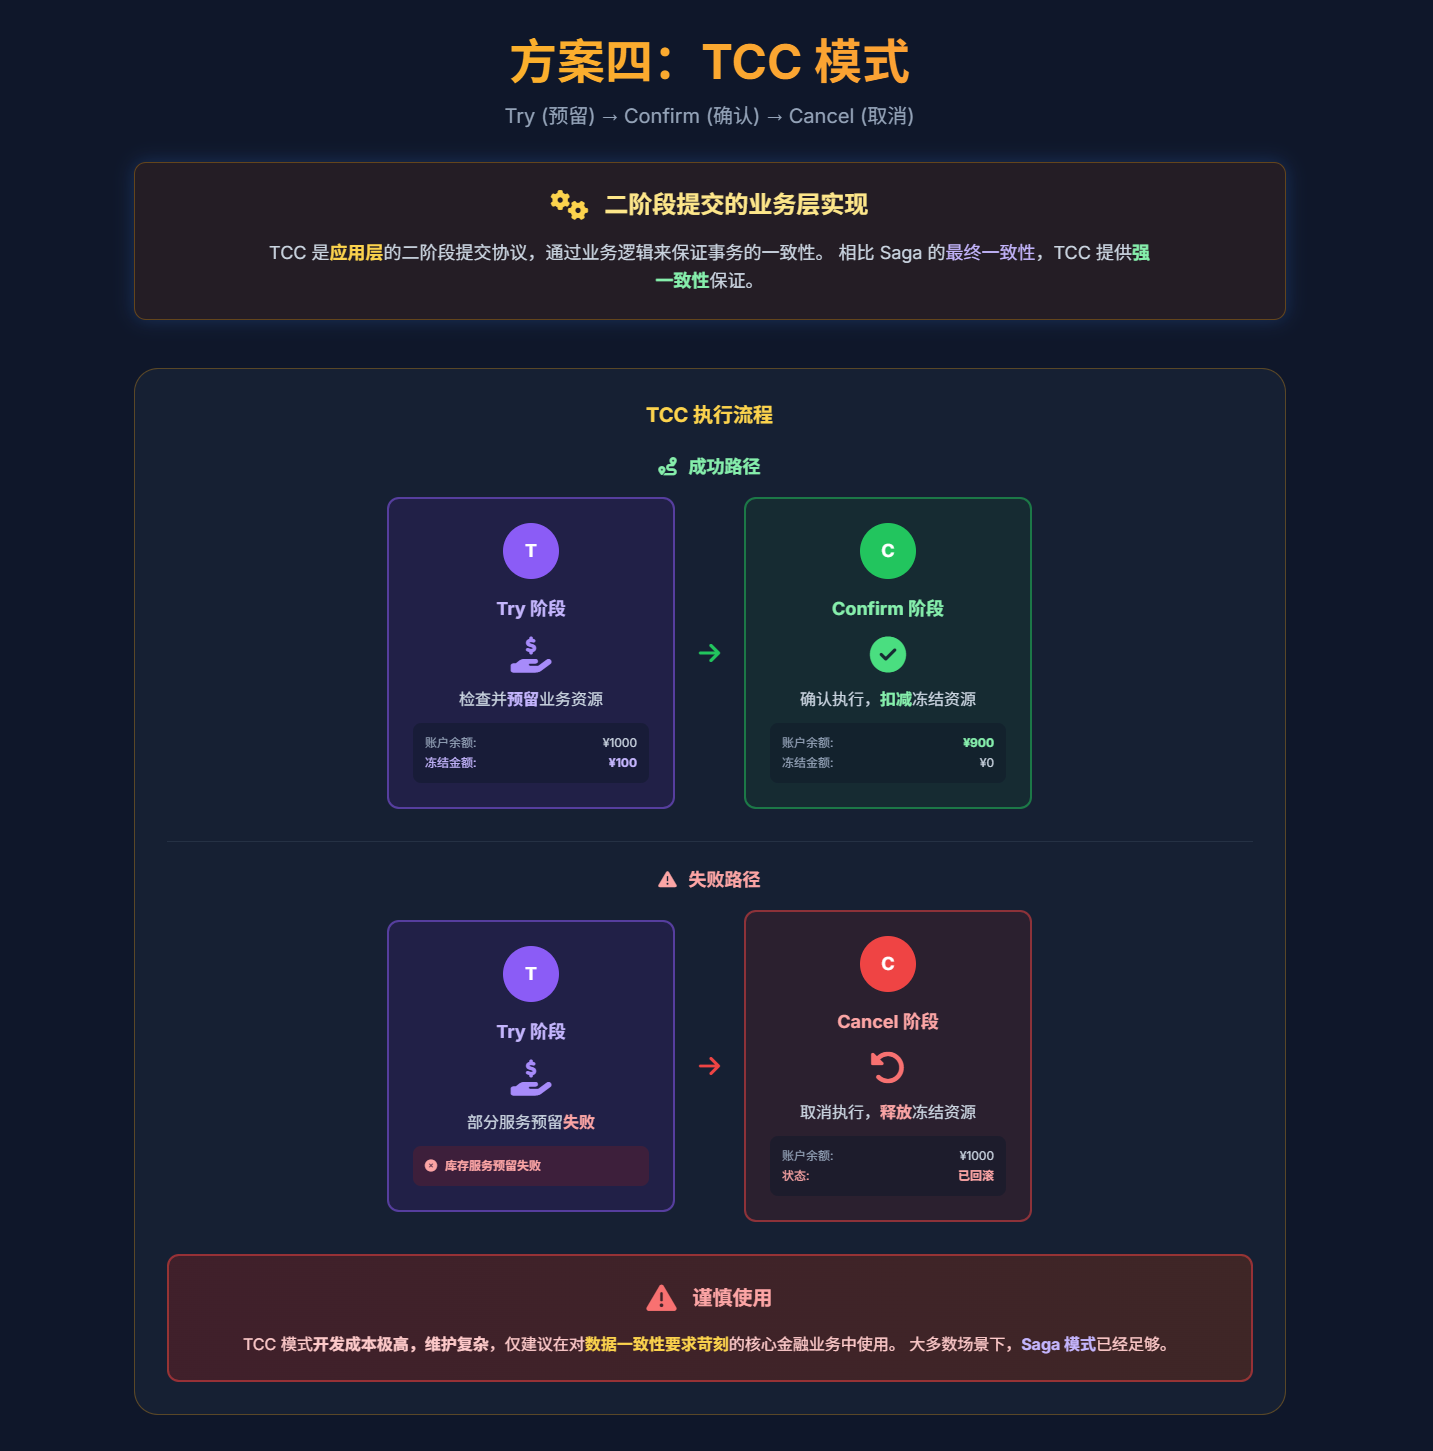 方案四：TCC 模式
Try (预留) → Confirm (确认) → Cancel (取消)
二阶段提交的业务层实现
TCC 是应用层的二阶段提交协议，通过业务逻辑来保证事务的一致性。 相比 Saga 的最终一致性，TCC 提供强
一致性保证。
TCC 执行流程
成功路径
T
Try 阶段
$
检查并预留业务资源
账户余额: ¥1000
冻结金额: ¥100
C
Confirm 阶段
确认执行，扣减冻结资源
账户余额: ¥900
冻结金额: ¥0
失败路径
T
Try 阶段
$
部分服务预留失败
库存服务预留失败
C
Cancel 阶段
取消执行，释放冻结资源
账户余额: ¥1000
状态: 已回滚
谨慎使用
TCC 模式开发成本极高，维护复杂，仅建议在对数据一致性要求苛刻的核心金融业务中使用。 大多数场景下，Saga 模式已经足够。